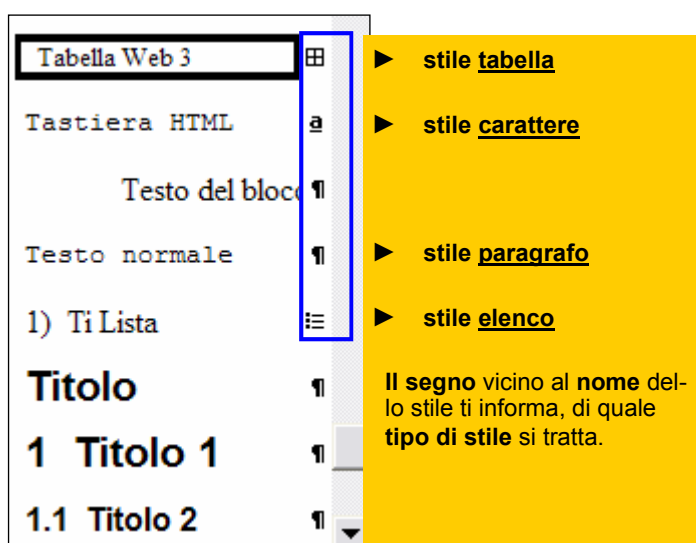 Tabella Web 3 ► stile tabella
Tastiera HTML a ► stile carattere
Testo del blocc ¶
Testo normale ¶ ► stile paragrafo
1) Ti Lista ► stile elenco
Titolo ¶
1 Titolo 1 ¶
1.1 Titolo 2 ¶
Il segno vicino al nome del-
lo stile ti informa, di quale
tipo di stile si tratta.